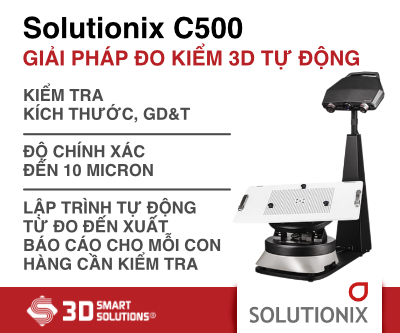 Solutionix C500
GIẢI PHÁP ĐO KIỂM 3D TỰ ĐỘNG
KIỂM TRA
KÍCH THƯỚC, GD&T
ĐỘ CHÍNH XÁC
ĐẾN 10 MICRON
LẬP TRÌNH TỰ ĐỘNG
TỪ ĐO ĐẾN XUẤT
BÁO CÁO CHO MỖI CON
HÀNG CẦN KIỂM TRA
3D SMART
SOLUTIONS®
SOLUTIONIX